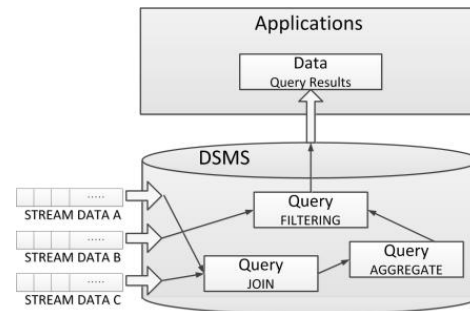 Applications
Data
Query Results
DSMS
.....
STREAM DATA A
Query
FILTERING
.....
STREAM DATA B
Query
AGGREGATE
Query
JOIN
.....
STREAM DATA C